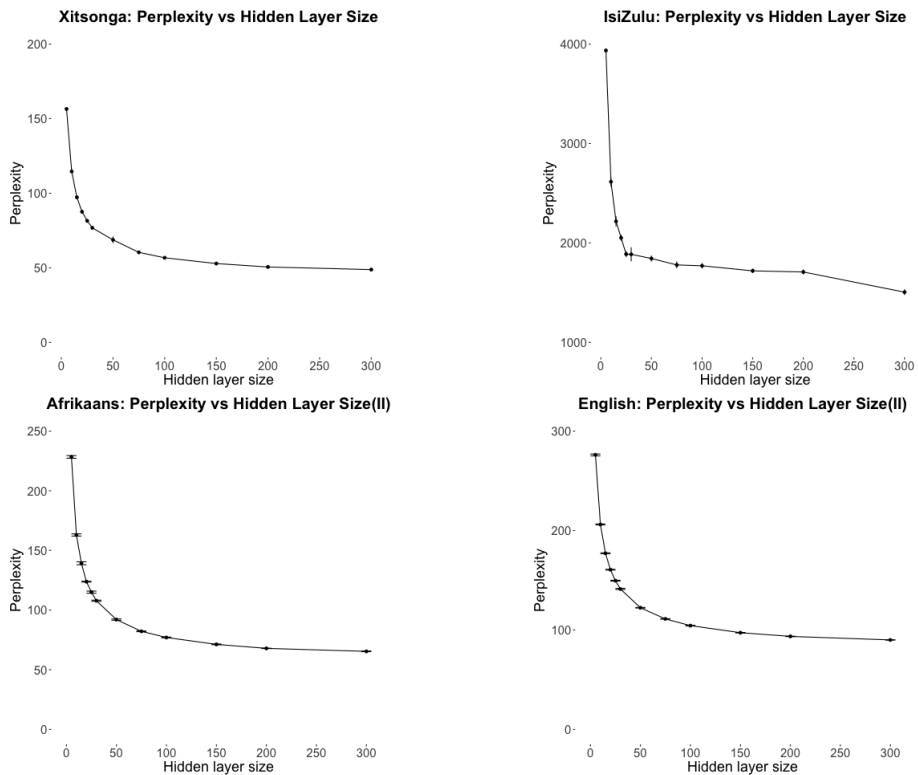 Xitsonga: Perplexity vs Hidden Layer Size
200
150
100
50
0
Perplexity
0 50 100 150 200 250 300
Hidden layer size
IsiZulu: Perplexity vs Hidden Layer Size
4000
3000
2000
1000
Perplexity
0 50 100 150 200 250 300
Hidden layer size
Afrikaans: Perplexity vs Hidden Layer Size(II)
250
200
150
100
50
0
Perplexity
0 50 100 150 200 250 300
Hidden layer size
English: Perplexity vs Hidden Layer Size(II)
300
200
100
0
Perplexity
0 50 100 150 200 250 300
Hidden layer size